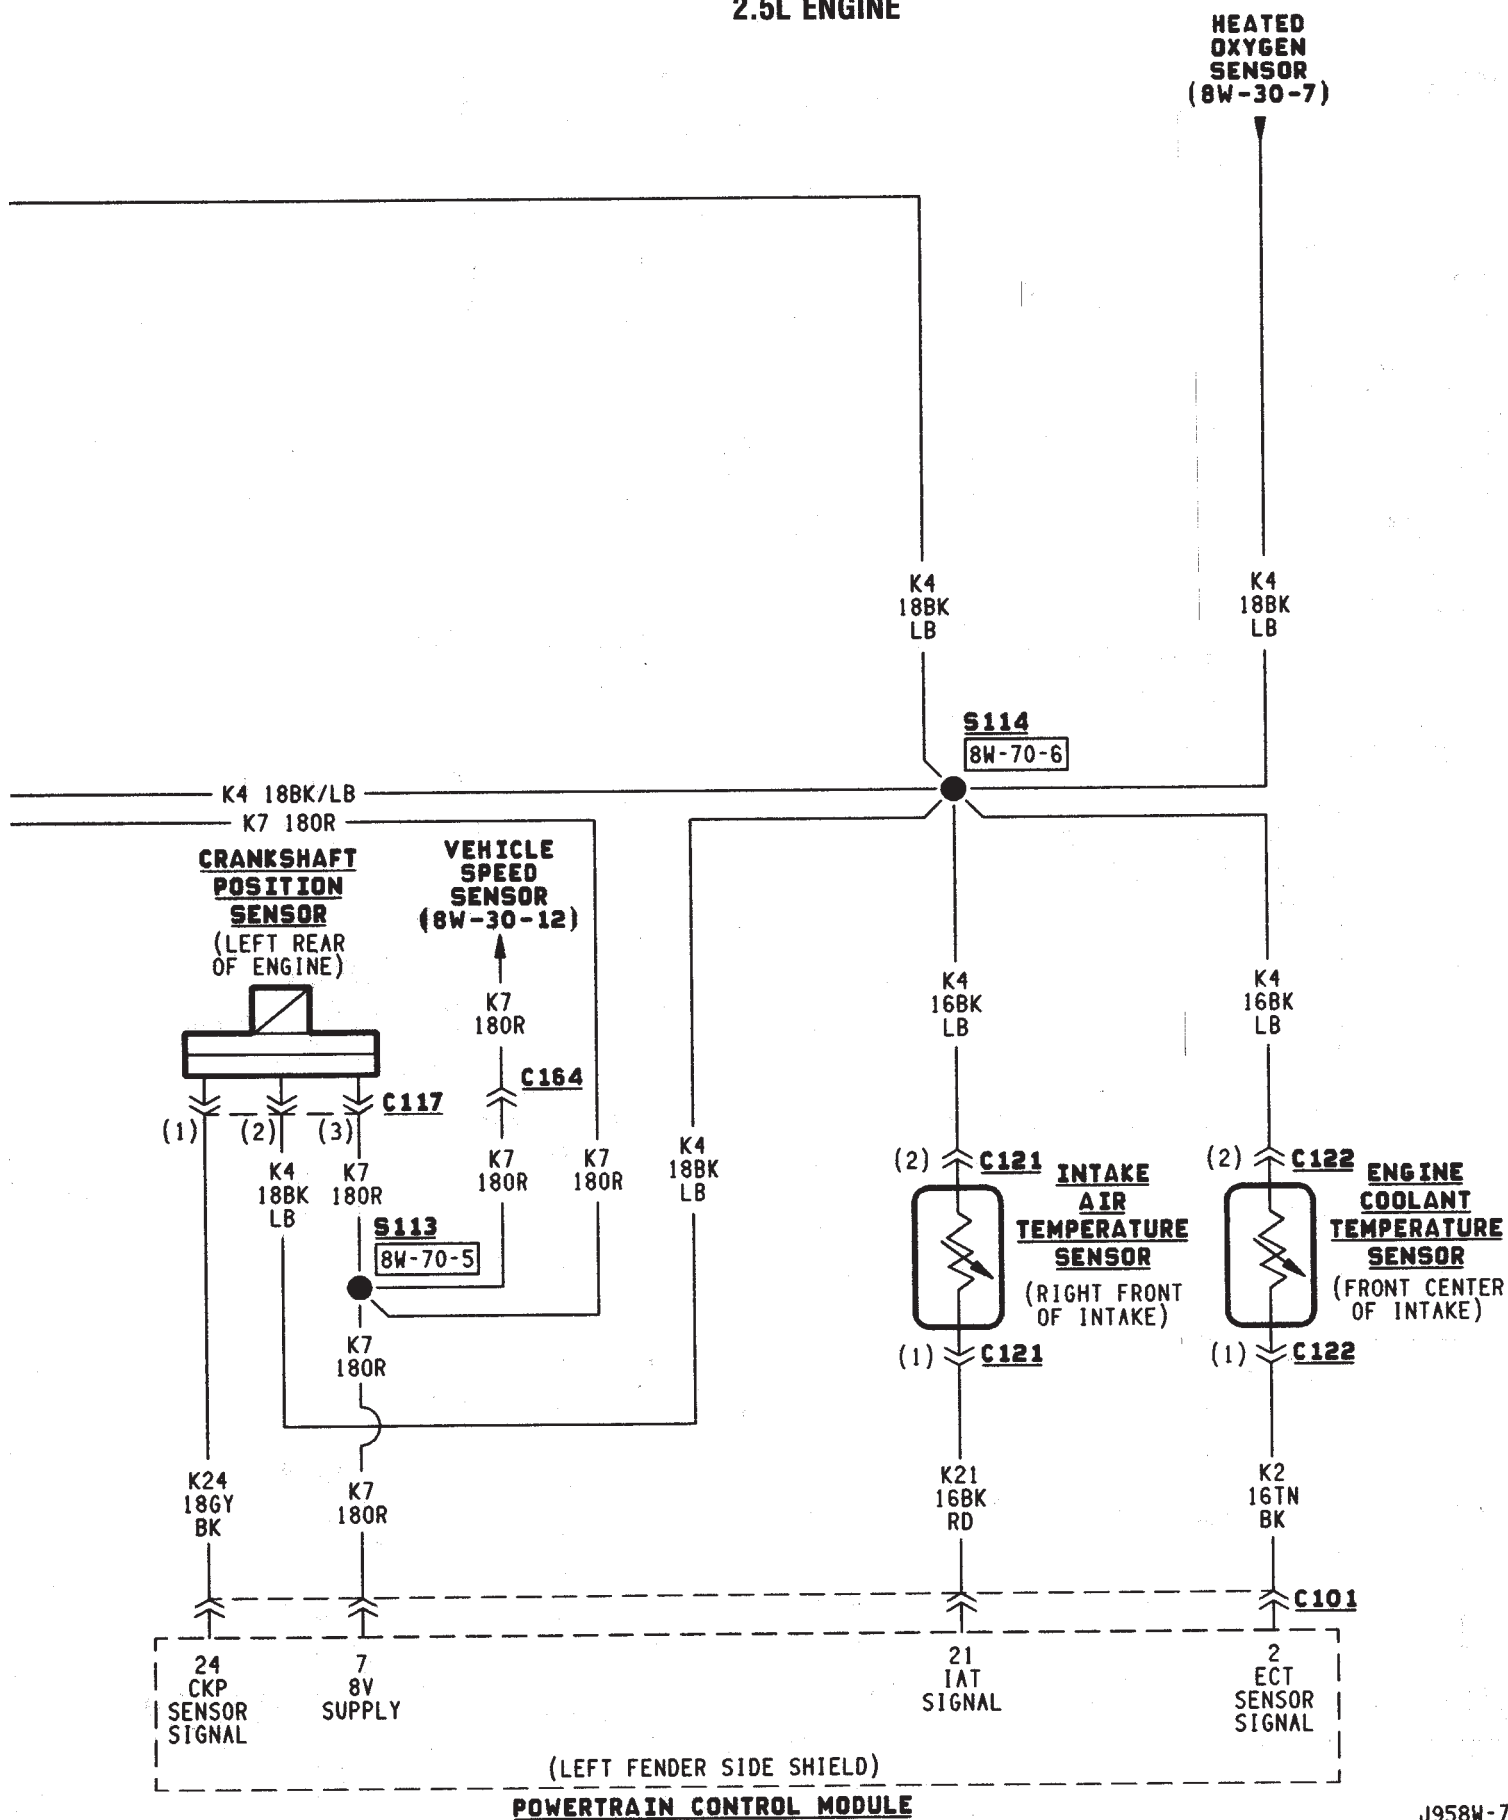 2.5L ENGINE
HEATED
OXYGEN
SENSOR
(8W-30-7)
K4
18BK
LB
K4
18BK
LB
S114
8W-70-6
K4 18BK/LB
K7 18OR
CRANKSHAFT
POSITION
SENSOR
(LEFT REAR
OF ENGINE)
VEHICLE
SPEED
SENSOR
(8W-30-12)
K7
18OR
C164
K4
16BK
LB
K4
16BK
LB
C117
(1)
(2)
(3)
K4
18BK
LB
K7
18OR
K7
18OR
K7
18OR
K4
18BK
LB
S113
8W-70-5
(2)
C121
INTAKE
AIR
TEMPERATURE
SENSOR
(RIGHT FRONT
OF INTAKE)
(1)
C121
(2)
C122
ENGINE
COOLANT
TEMPERATURE
SENSOR
(FRONT CENTER
OF INTAKE)
(1)
C122
K7
18OR
K24
18GY
BK
K7
18OR
K21
16BK
RD
K2
16TN
BK
C101
24
CKP
SENSOR
SIGNAL
7
8V
SUPPLY
21
IAT
SIGNAL
2
ECT
SENSOR
SIGNAL
(LEFT FENDER SIDE SHIELD)
POWERTRAIN CONTROL MODULE
J958W-7